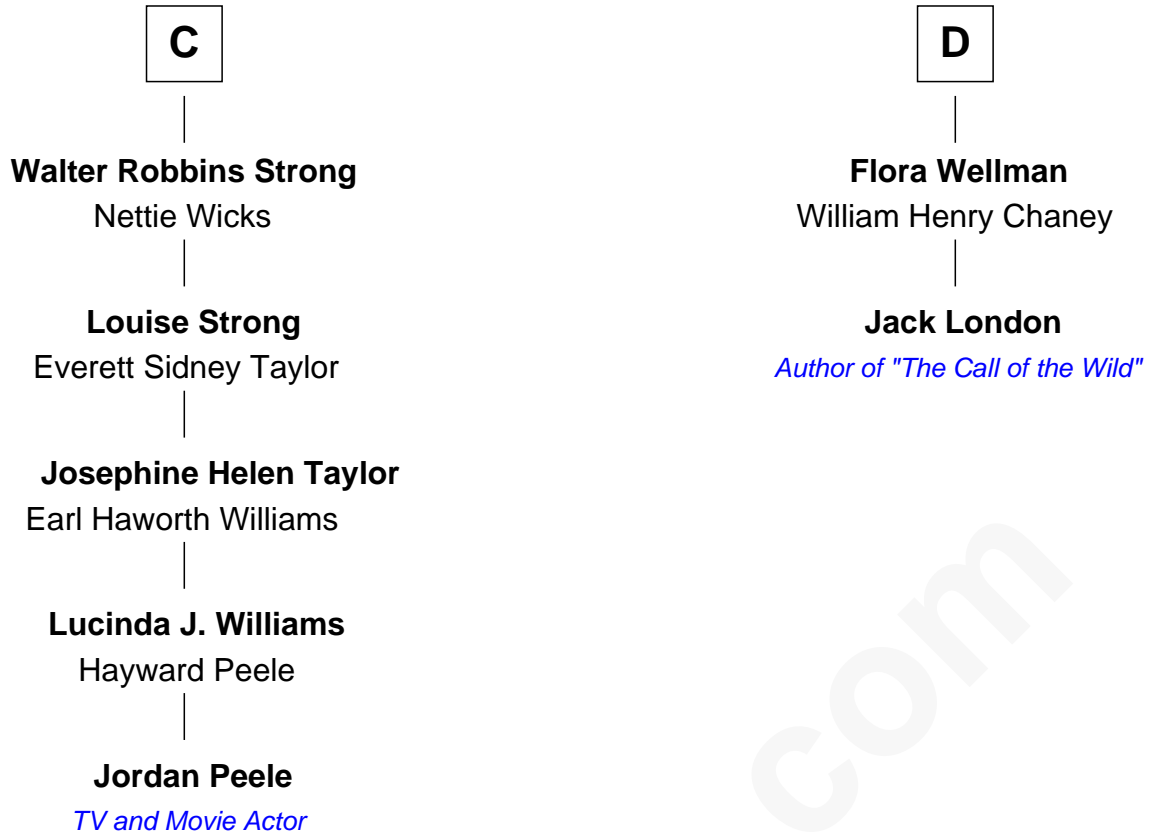 C
Walter Robbins Strong
Nettie Wicks
Louise Strong
Everett Sidney Taylor
Josephine Helen Taylor
Earl Haworth Williams
Lucinda J. Williams
Hayward Peele
Jordan Peele
TV and Movie Actor
D
Flora Wellman
William Henry Chaney
Jack London
Author of "The Call of the Wild"
com